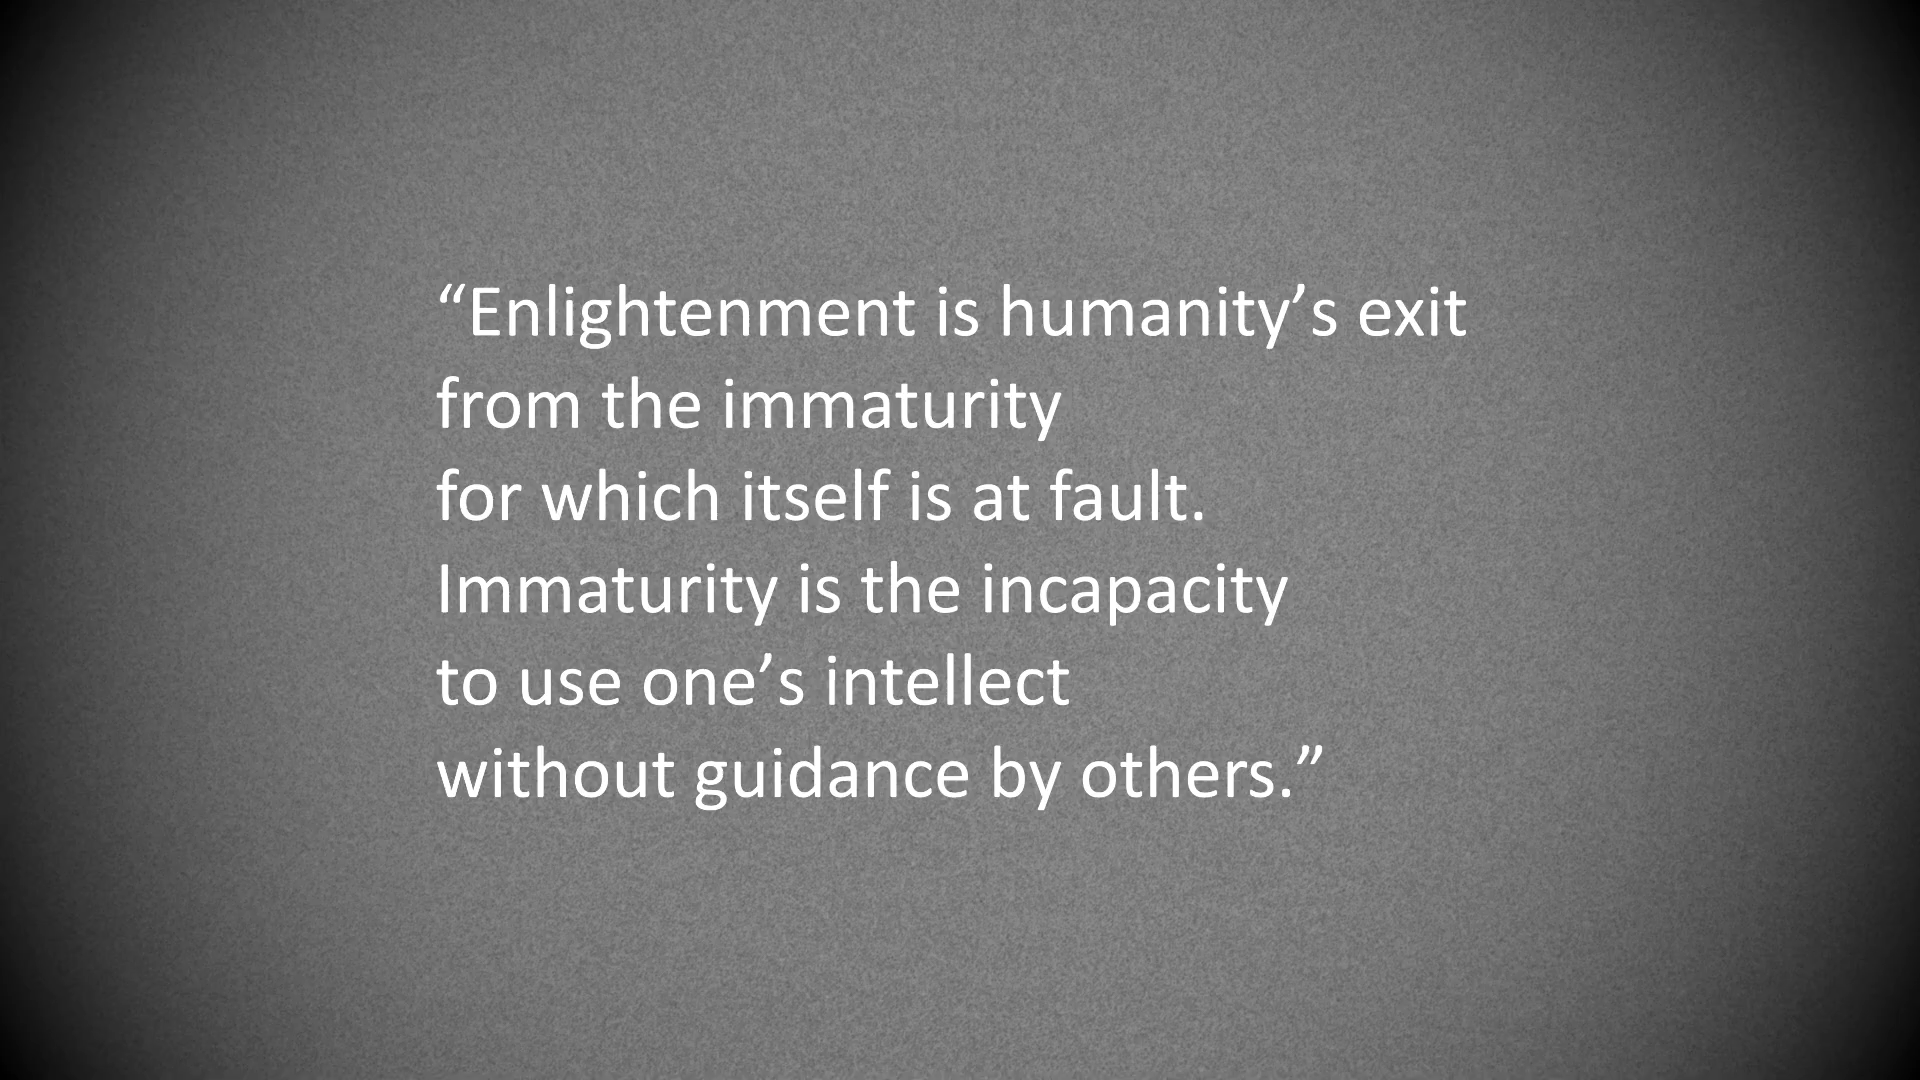 “Enlightenment is humanity’s exit
from the immaturity
for which itself is at fault.
Immaturity is the incapacity
to use one’s intellect
without guidance by others.”